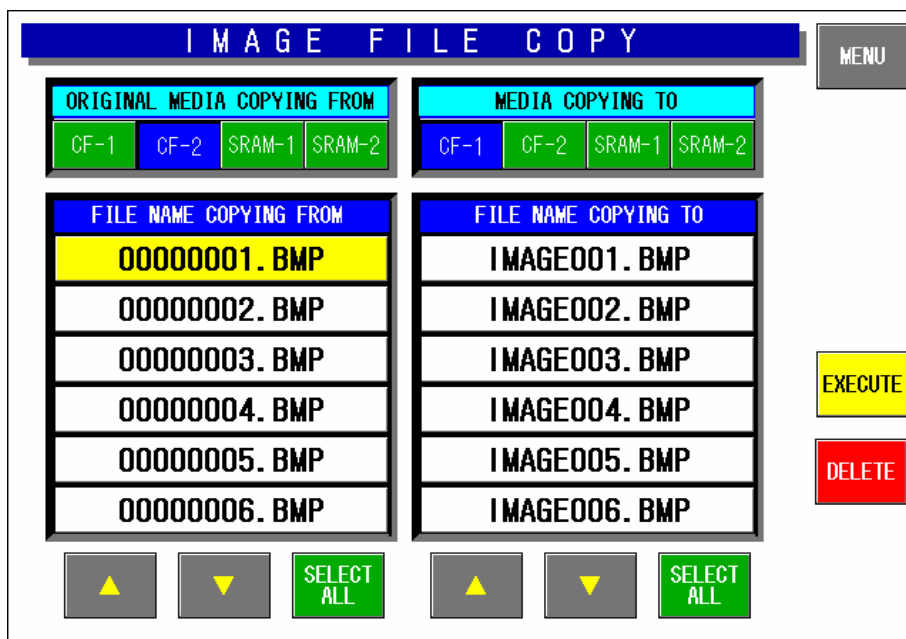 IMAGE FILE COPY
MENU
ORIGINAL MEDIA COPYING FROM
CF-1 CF-2 SRAM-1 SRAM-2
MEDIA COPYING TO
CF-1 CF-2 SRAM-1 SRAM-2
FILE NAME COPYING FROM
00000001.BMP
00000002.BMP
00000003.BMP
00000004.BMP
00000005.BMP
00000006.BMP
SELECT
ALL
FILE NAME COPYING TO
IMAGE001.BMP
IMAGE002.BMP
IMAGE003.BMP
IMAGE004.BMP
IMAGE005.BMP
IMAGE006.BMP
SELECT
ALL
EXECUTE
DELETE